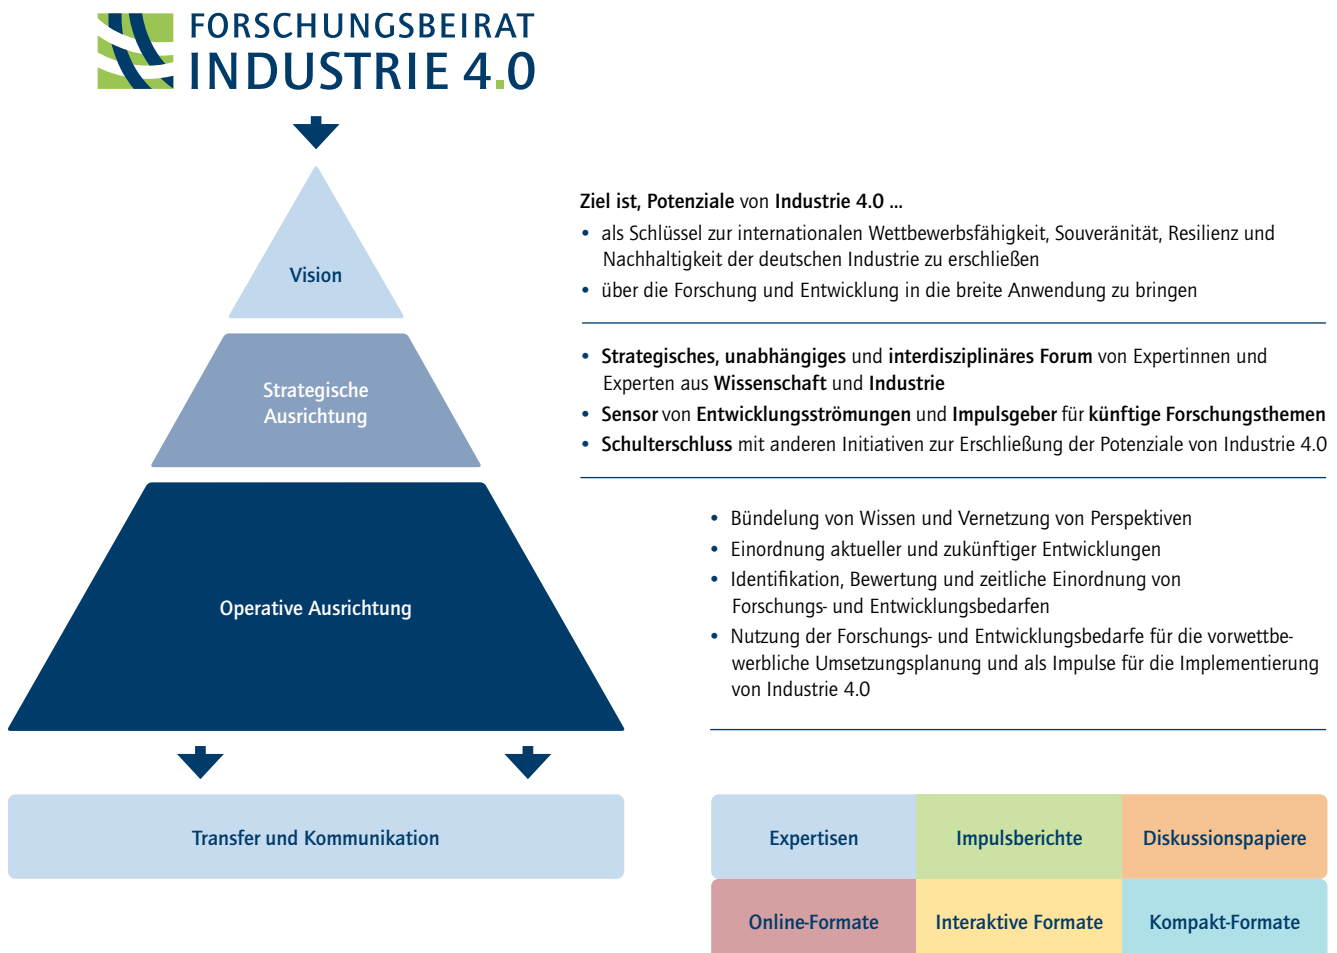 FORSCHUNGSBEIRAT
INDUSTRIE 4.0
Vision
Ziel ist, Potenziale von Industrie 4.0 ...
• als Schlüssel zur internationalen Wettbewerbsfähigkeit, Souveränität, Resilienz und
Nachhaltigkeit der deutschen Industrie zu erschließen
• über die Forschung und Entwicklung in die breite Anwendung zu bringen
Strategische
Ausrichtung
• Strategisches, unabhängiges und interdisziplinäres Forum von Expertinnen und
Experten aus Wissenschaft und Industrie
• Sensor von Entwicklungsströmungen und Impulsgeber für künftige Forschungsthemen
• Schulterschluss mit anderen Initiativen zur Erschließung der Potenziale von Industrie 4.0
Operative Ausrichtung
• Bündelung von Wissen und Vernetzung von Perspektiven
• Einordnung aktueller und zukünftiger Entwicklungen
• Identifikation, Bewertung und zeitliche Einordnung von
Forschungs- und Entwicklungsbedarfen
• Nutzung der Forschungs- und Entwicklungsbedarfe für die vorwettbe-
werbliche Umsetzungsplanung und als Impulse für die Implementierung
von Industrie 4.0
Transfer und Kommunikation
Expertisen
Impulsberichte
Diskussionspapiere
Online-Formate
Interaktive Formate
Kompakt-Formate